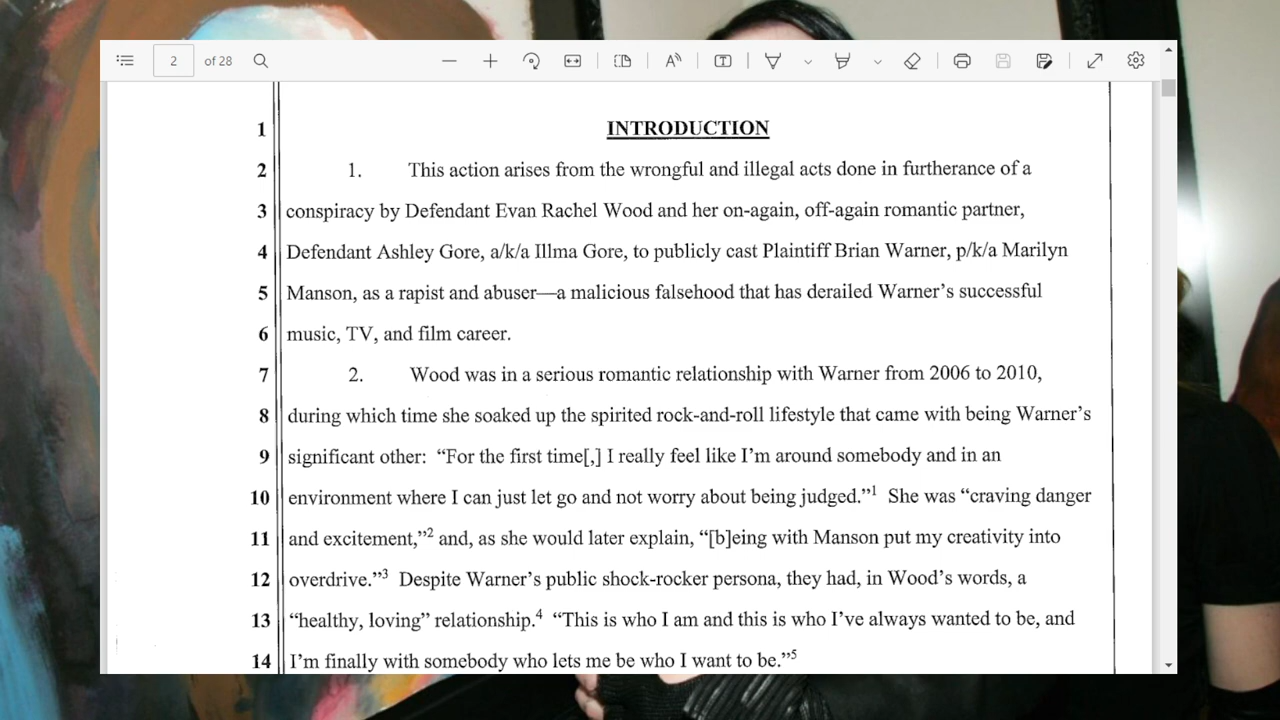 2 of 28
1 INTRODUCTION
2 1. This action arises from the wrongful and illegal acts done in furtherance of a
3 conspiracy by Defendant Evan Rachel Wood and her on-again, off-again romantic partner,
4 Defendant Ashley Gore, a/k/a Illma Gore, to publicly cast Plaintiff Brian Warner, p/k/a Marilyn
5 Manson, as a rapist and abuser—a malicious falsehood that has derailed Warner’s successful
6 music, TV, and film career.
7 2. Wood was in a serious romantic relationship with Warner from 2006 to 2010,
8 during which time she soaked up the spirited rock-and-roll lifestyle that came with being Warner’s
9 significant other: “For the first time[,] I really feel like I’m around somebody and in an
10 environment where I can just let go and not worry about being judged.”1 She was “craving danger
11 and excitement,”2 and, as she would later explain, “[b]eing with Manson put my creativity into
12 overdrive.”3 Despite Warner’s public shock-rocker persona, they had, in Wood’s words, a
13 “healthy, loving” relationship.4 “This is who I am and this is who I’ve always wanted to be, and
14 I’m finally with somebody who lets me be who I want to be.”5